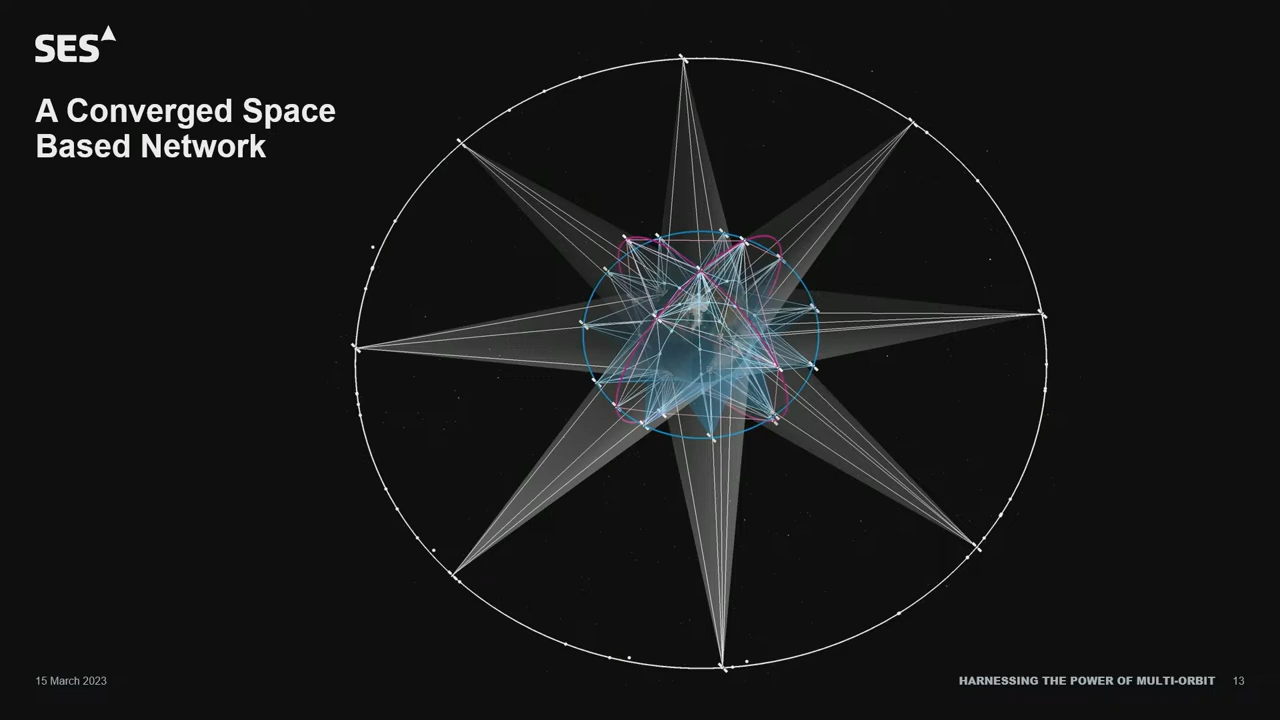 SES
A Converged Space
Based Network
15 March 2023
HARNESSING THE POWER OF MULTI-ORBIT 13